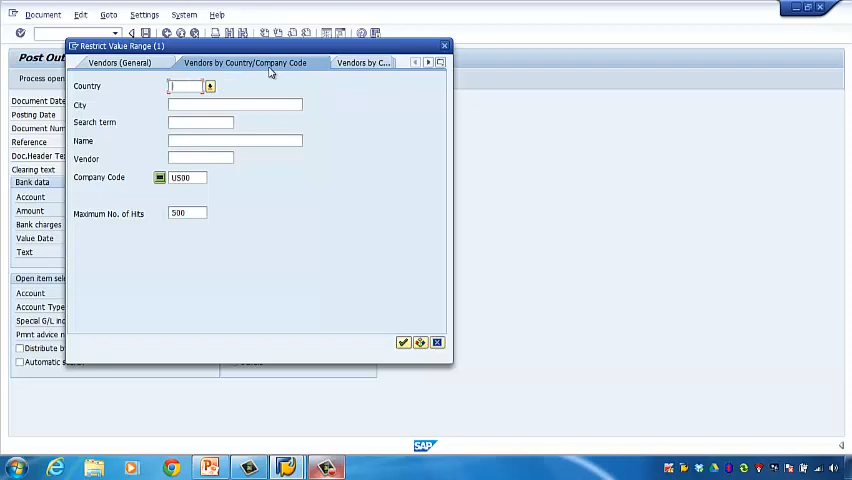 Document Edit Goto Settings System Help
Restrict Value Range (1)
Vendors (General) Vendors by Country/Company Code Vendors by C...
Country
City
Search term
Name
Vendor
Company Code US00
Maximum No. of Hits 500
Post Out
Process open
Document Date
Posting Date
Document Num
Reference
Doc.Header Tex
Clearing text
Bank data
Account
Amount
Bank charges
Value Date
Text
Open item sele
Account
Account Type
Special G/L ind
Pmnt advice n
Distribute b
Automatic sear
SAP